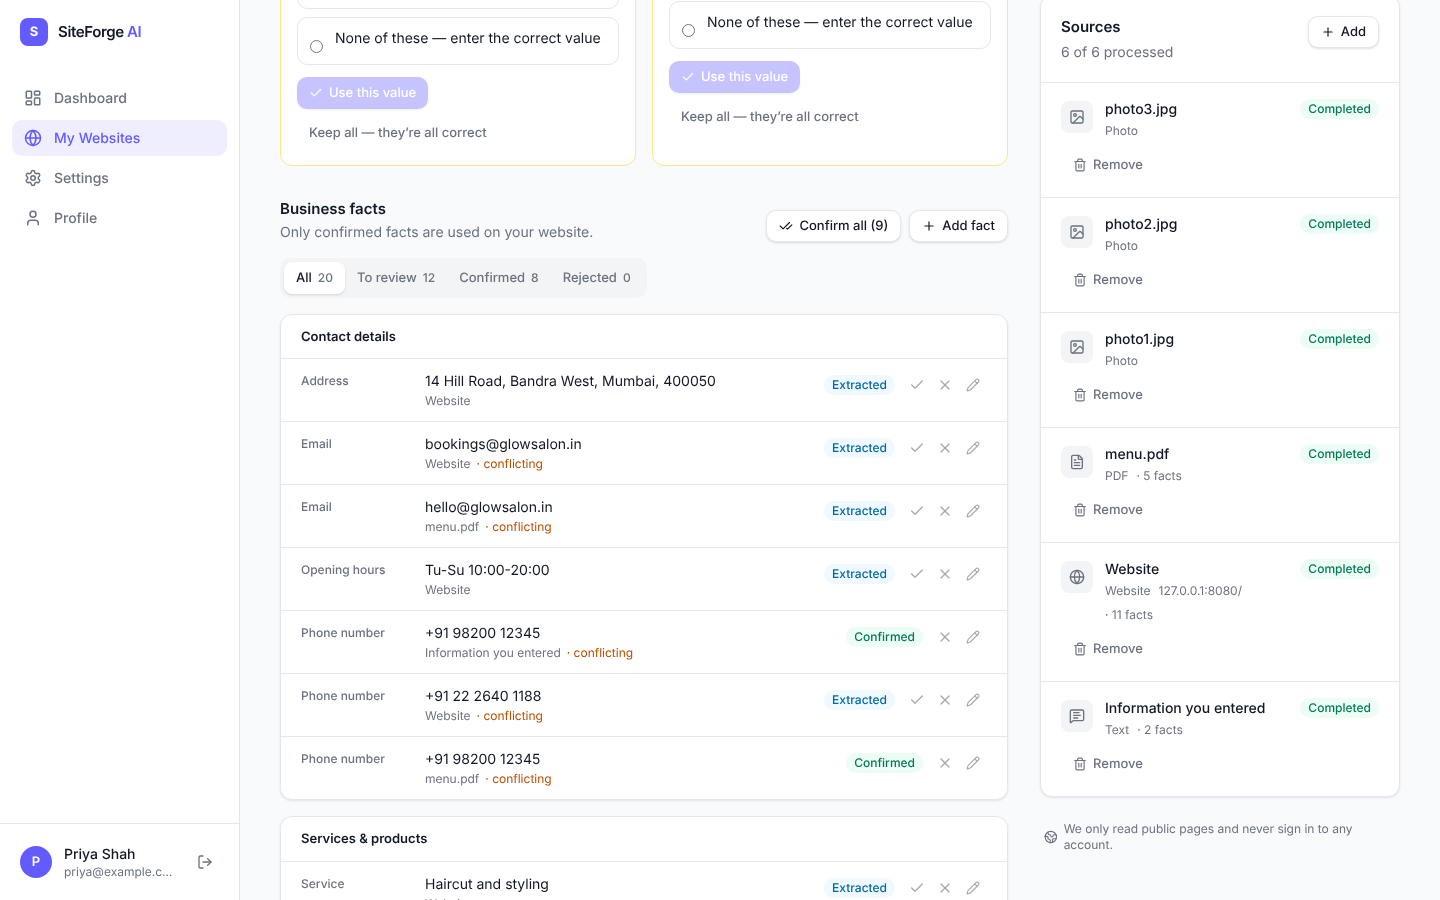 SiteForge AI
Dashboard
My Websites
Settings
Profile
P
Priya Shah
priya@example.c...
None of these — enter the correct value
Use this value
Keep all — they're all correct
None of these — enter the correct value
Use this value
Keep all — they're all correct
Business facts
Only confirmed facts are used on your website.
Confirm all (9)
Add fact
All 20
To review 12
Confirmed 8
Rejected 0
Contact details
Address
14 Hill Road, Bandra West, Mumbai, 400050
Website
Extracted
Email
bookings@glowsalon.in
Website · conflicting
Extracted
Email
hello@glowsalon.in
menu.pdf · conflicting
Extracted
Opening hours
Tu-Su 10:00-20:00
Website
Extracted
Phone number
+91 98200 12345
Information you entered · conflicting
Confirmed
Phone number
+91 22 2640 1188
Website · conflicting
Extracted
Phone number
+91 98200 12345
menu.pdf · conflicting
Confirmed
Services & products
Service
Haircut and styling
Extracted
Sources
6 of 6 processed
Add
photo3.jpg
Photo
Completed
Remove
photo2.jpg
Photo
Completed
Remove
photo1.jpg
Photo
Completed
Remove
menu.pdf
PDF · 5 facts
Completed
Remove
Website
Website 127.0.0.1:8080/
· 11 facts
Completed
Remove
Information you entered
Text · 2 facts
Completed
Remove
We only read public pages and never sign in to any
account.